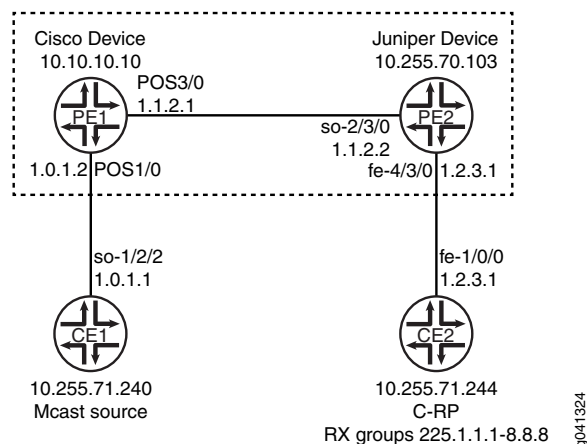 Cisco Device
10.10.10.10
Juniper Device
10.255.70.103
POS3/0
1.1.2.1
PE1
PE2
so-2/3/0
1.1.2.2
1.0.1.2 POS1/0
fe-4/3/0 1.2.3.1
so-1/2/2
1.0.1.1
fe-1/0/0
1.2.3.1
CE1
CE2
10.255.71.240
Mcast source
10.255.71.244
C-RP
RX groups 225.1.1.1-8.8.8
g041324